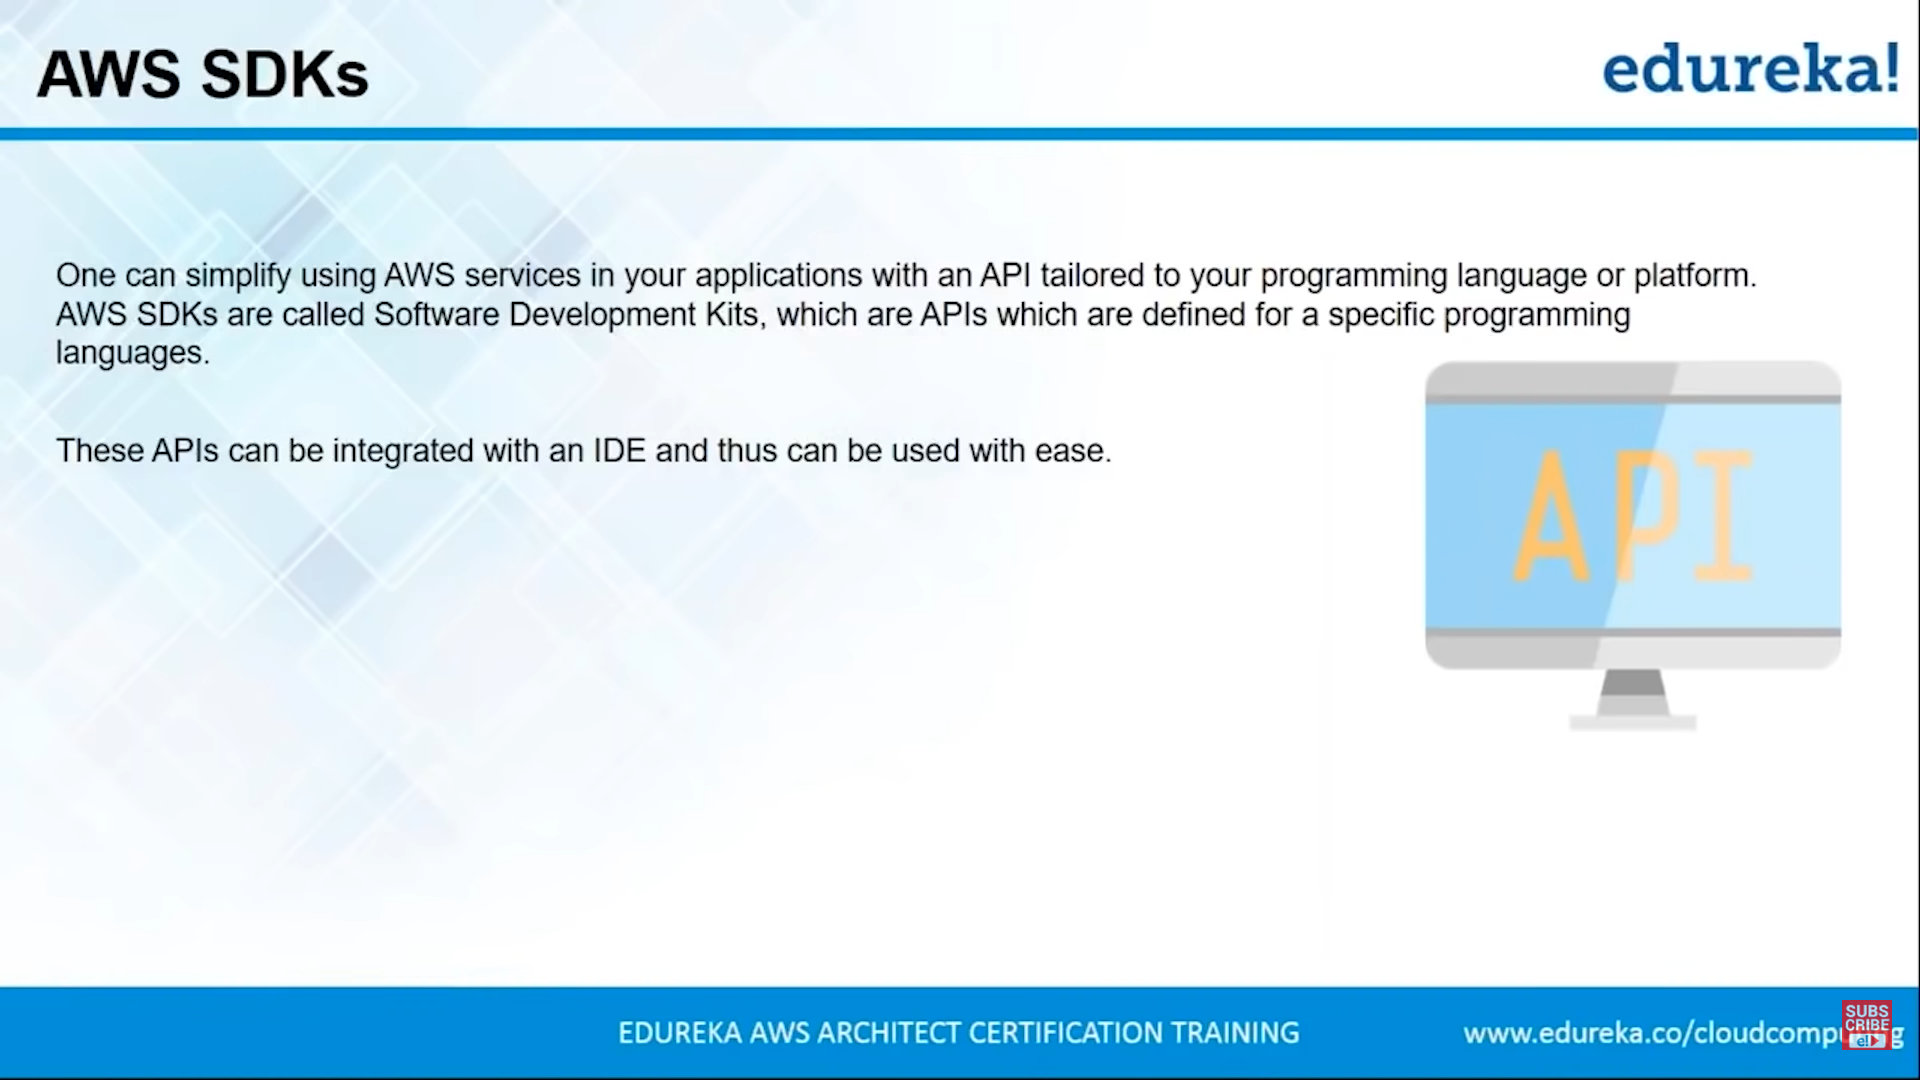 AWS SDKs
edureka!
One can simplify using AWS services in your applications with an API tailored to your programming language or platform.
AWS SDKs are called Software Development Kits, which are APIs which are defined for a specific programming
languages.
These APIs can be integrated with an IDE and thus can be used with ease.
API
EDUREKA AWS ARCHITECT CERTIFICATION TRAINING
www.edureka.co/cloudcomp
SUBS
CRIBE
e!